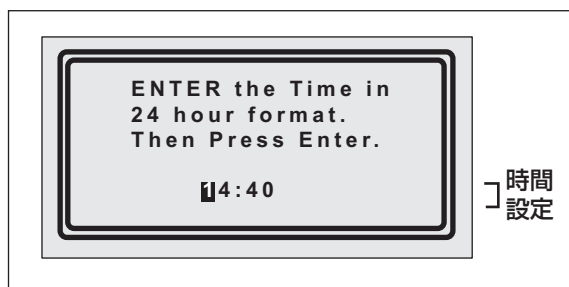 ENTER the Time in
24 hour format.
Then Press Enter.
14:40
時間
設定